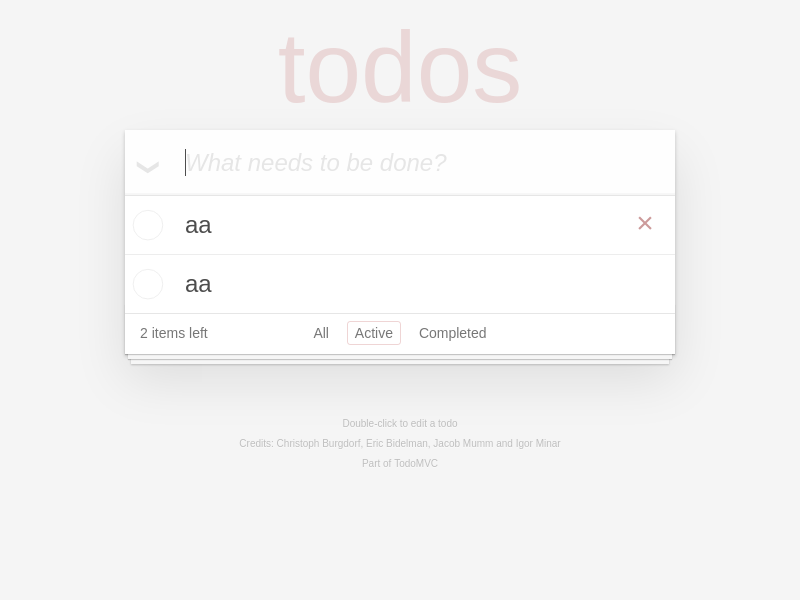 todos
What needs to be done?
aa
aa
2 items left All Active Completed
Double-click to edit a todo
Credits: Christoph Burgdorf, Eric Bidelman, Jacob Mumm and Igor Minar
Part of TodoMVC